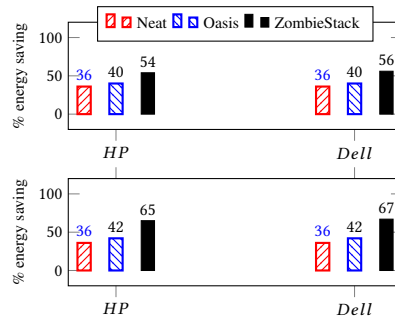 Neat Oasis ZombieStack
100
50
0
% energy saving
36 40 54
36 40 56
HP Dell
100
50
0
% energy saving
36 42 65
36 42 67
HP Dell